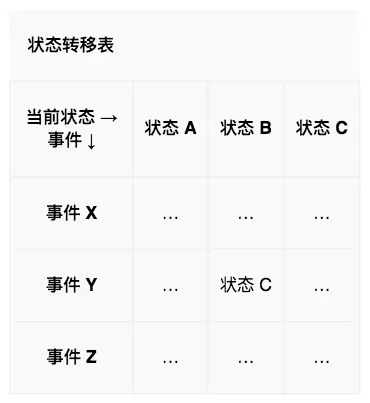 状态转移表
当前状态 → 状态 A 状态 B 状态 C
事件 ↓
事件 X … … …
事件 Y … 状态 C …
事件 Z … … …